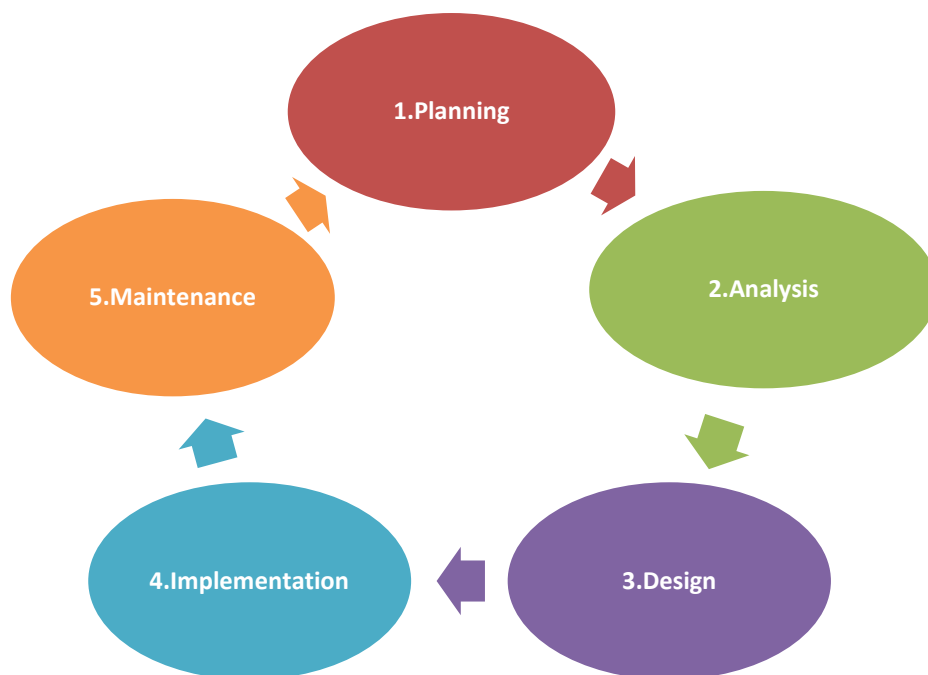 1.Planning
2.Analysis
3.Design
4.Implementation
5.Maintenance